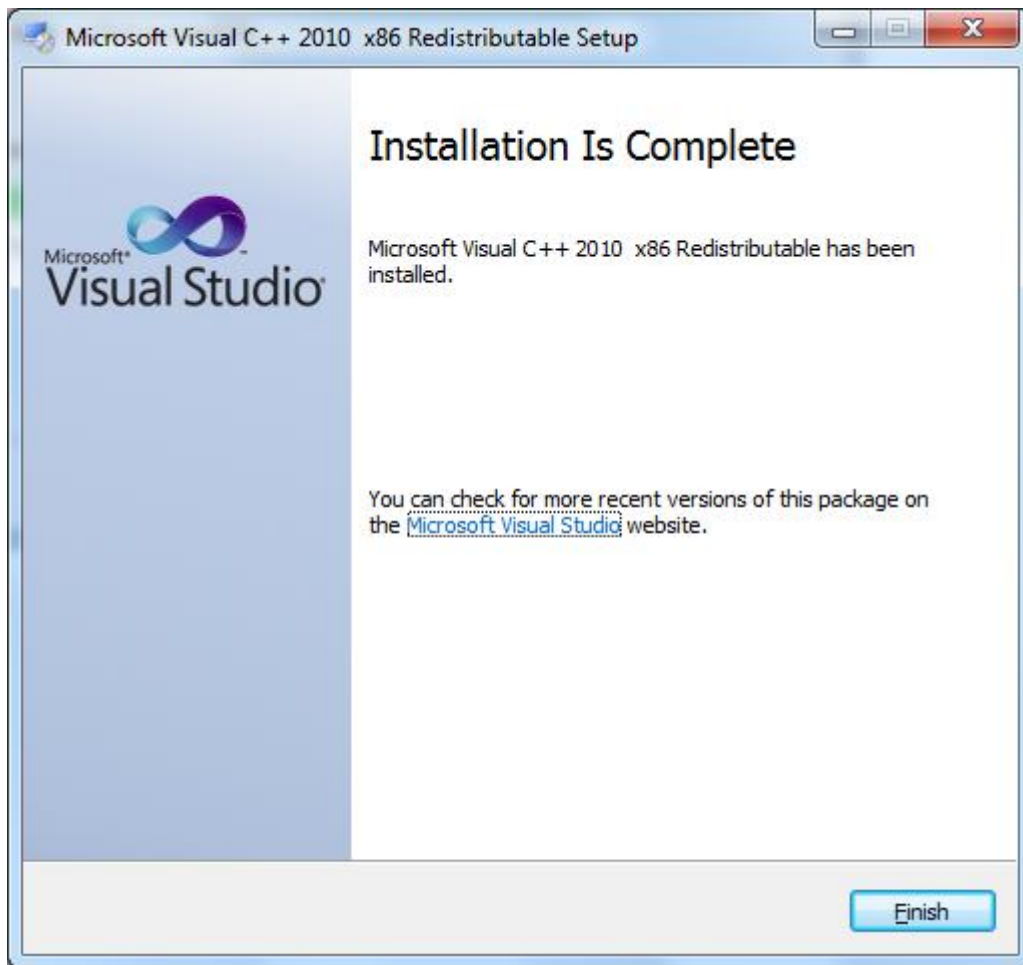 Microsoft Visual C++ 2010  x86 Redistributable Setup
Installation Is Complete
Microsoft Visual C++ 2010  x86 Redistributable has been
installed.
Microsoft®
Visual Studio®
You can check for more recent versions of this package on
the Microsoft Visual Studio website.
Finish